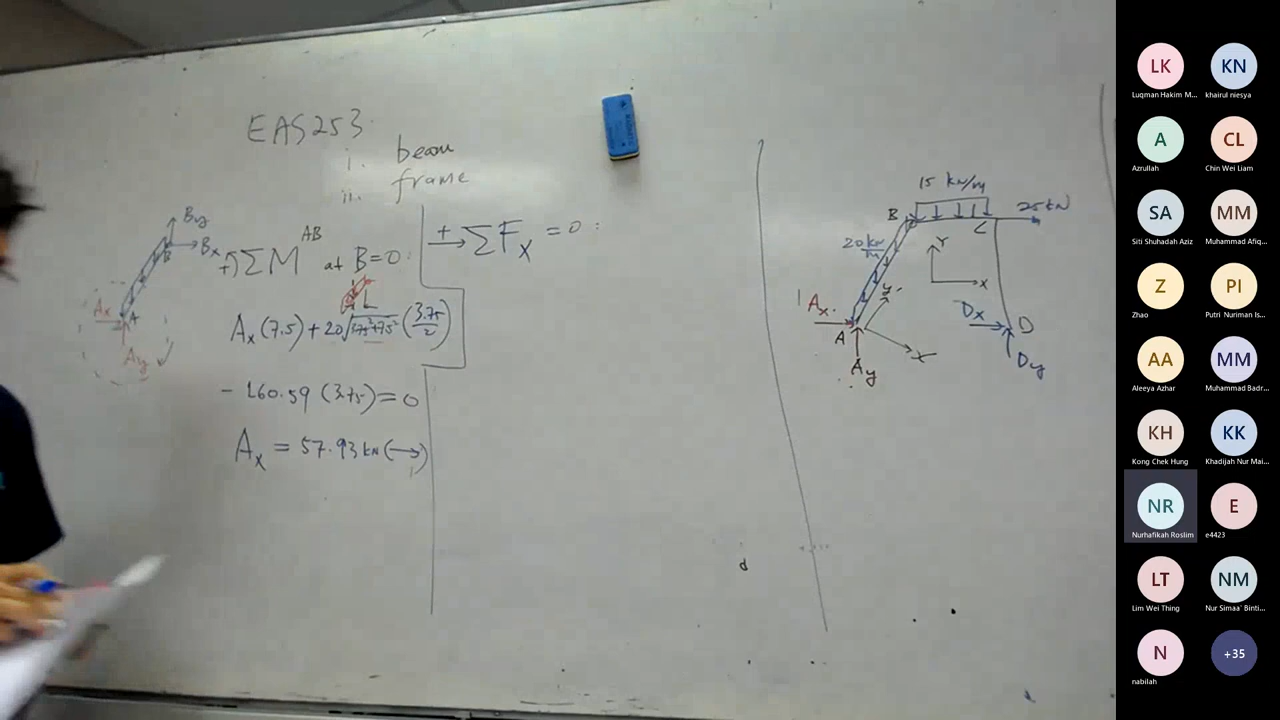 EAS253
i. beam
ii. frame
By
Bx
B
Ax
A
Ay
+) ΣM^AB at B=0:
L
Ax(7.5) + 20√(3.75²+7.5²) (3.75/2)
- 160.59 (3.75) = 0
Ax = 57.93 kN (→)
+→ ΣFx = 0 :
15 kN/m
25 kN
B
C
20 kN/m
Y
x
y
x
Ax
A
Ay
Dx
D
Dy
LK
Luqman Hakim M...
KN
khairul niesya
A
Azrullah
CL
Chin Wei Liam
SA
Siti Shuhadah Aziz
MM
Muhammad Afiq...
Z
Zhao
PI
Putri Nuriman Is...
AA
Aleeya Azhar
MM
Muhammad Badr...
KH
Kong Chek Hung
KK
Khadijah Nur Mai...
NR
Nurhafikah Roslim
E
e4423
LT
Lim Wei Thing
NM
Nur Simaa` Binti...
N
nabilah
+35